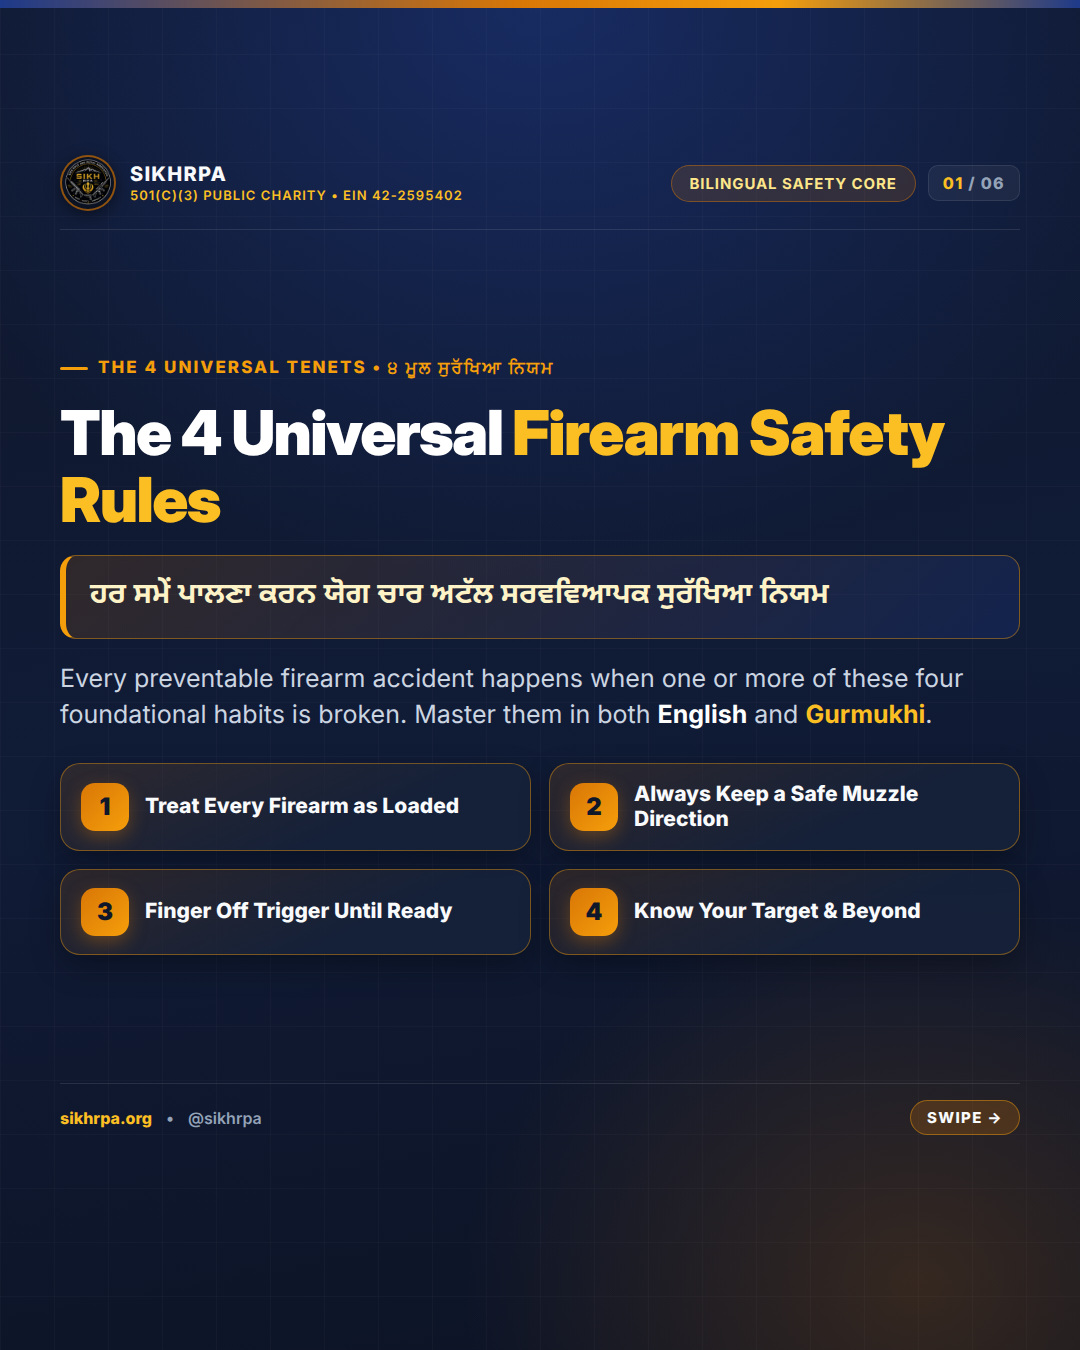 SIKH
SIKHRPA
501(C)(3) PUBLIC CHARITY • EIN 42-2595402
BILINGUAL SAFETY CORE
01 / 06
THE 4 UNIVERSAL TENETS • ੪ ਮੂਲ ਸੁਰੱਖਿਆ ਨਿਯਮ
The 4 Universal Firearm Safety
Rules
ਹਰ ਸਮੇਂ ਪਾਲਣਾ ਕਰਨ ਯੋਗ ਚਾਰ ਅਟੱਲ ਸਰਵਵਿਆਪਕ ਸੁਰੱਖਿਆ ਨਿਯਮ
Every preventable firearm accident happens when one or more of these four
foundational habits is broken. Master them in both English and Gurmukhi.
1 Treat Every Firearm as Loaded
2 Always Keep a Safe Muzzle
Direction
3 Finger Off Trigger Until Ready
4 Know Your Target & Beyond
sikhrpa.org • @sikhrpa
SWIPE →